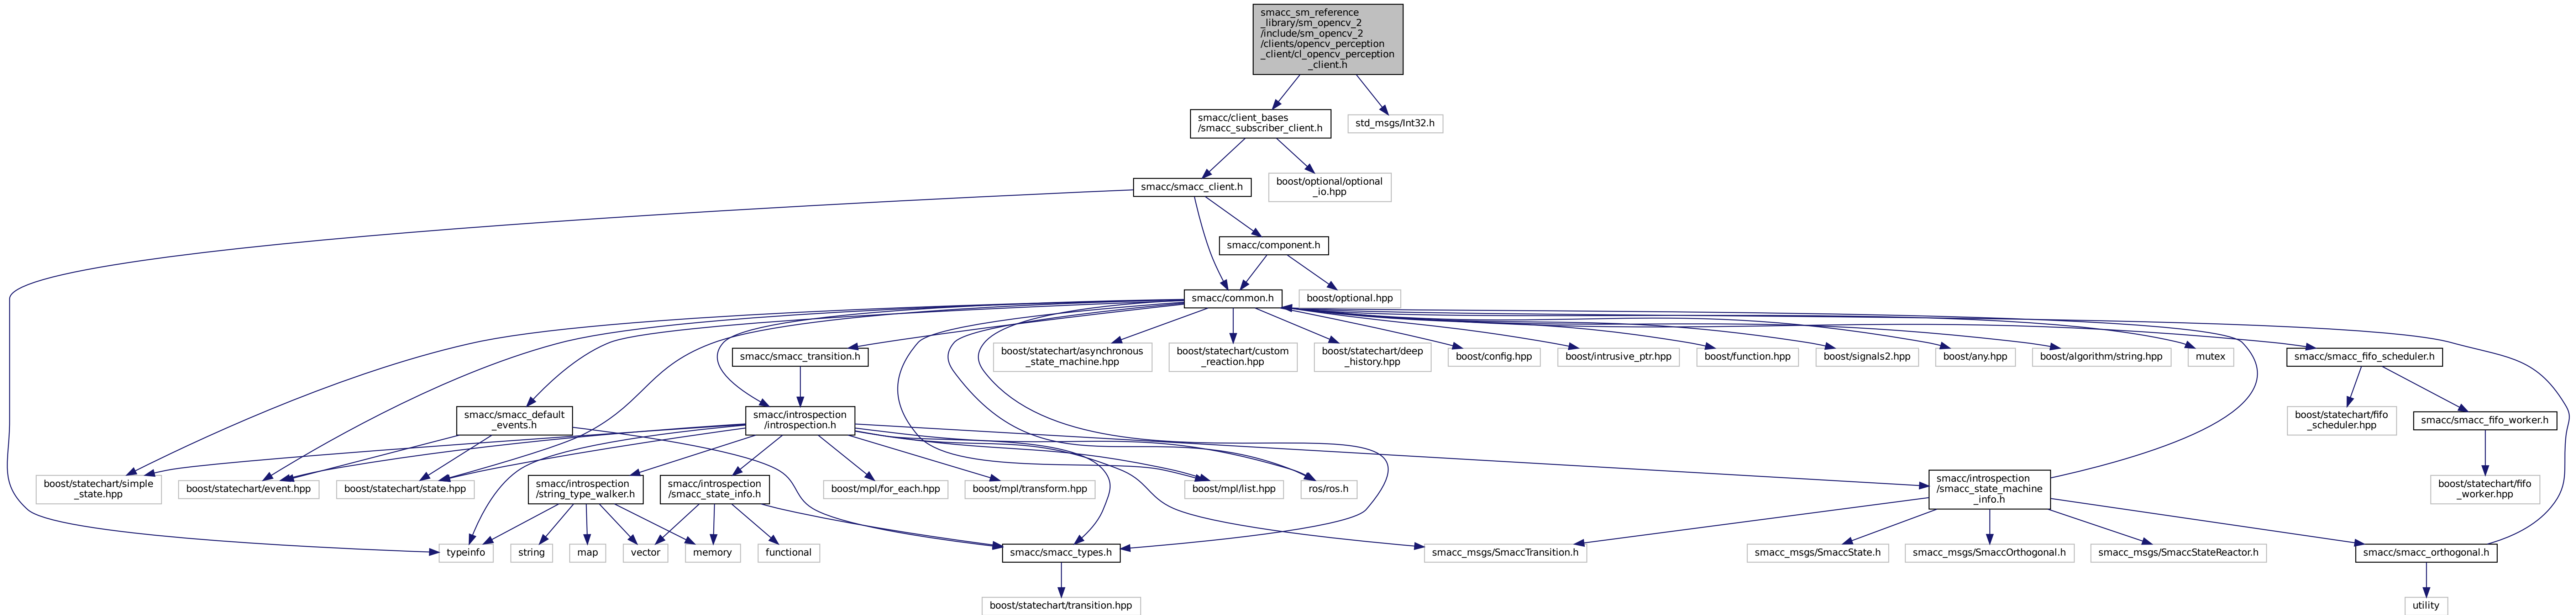 smacc_sm_reference
_library/sm_opencv_2
/include/sm_opencv_2
/clients/opencv_perception
_client/cl_opencv_perception
_client.h
smacc/client_bases
/smacc_subscriber_client.h
std_msgs/Int32.h
smacc/smacc_client.h
boost/optional/optional
_io.hpp
smacc/component.h
smacc/common.h
boost/optional.hpp
smacc/smacc_transition.h
boost/statechart/asynchronous
_state_machine.hpp
boost/statechart/custom
_reaction.hpp
boost/statechart/deep
_history.hpp
boost/config.hpp
boost/intrusive_ptr.hpp
boost/function.hpp
boost/signals2.hpp
boost/any.hpp
boost/algorithm/string.hpp
mutex
smacc/smacc_fifo_scheduler.h
smacc/smacc_default
_events.h
smacc/introspection
/introspection.h
boost/statechart/fifo
_scheduler.hpp
smacc/smacc_fifo_worker.h
boost/statechart/simple
_state.hpp
boost/statechart/event.hpp
boost/statechart/state.hpp
smacc/introspection
/string_type_walker.h
smacc/introspection
/smacc_state_info.h
boost/mpl/for_each.hpp
boost/mpl/transform.hpp
boost/mpl/list.hpp
ros/ros.h
smacc/introspection
/smacc_state_machine
_info.h
boost/statechart/fifo
_worker.hpp
typeinfo
string
map
vector
memory
functional
smacc/smacc_types.h
smacc_msgs/SmaccTransition.h
smacc_msgs/SmaccState.h
smacc_msgs/SmaccOrthogonal.h
smacc_msgs/SmaccStateReactor.h
smacc/smacc_orthogonal.h
boost/statechart/transition.hpp
utility